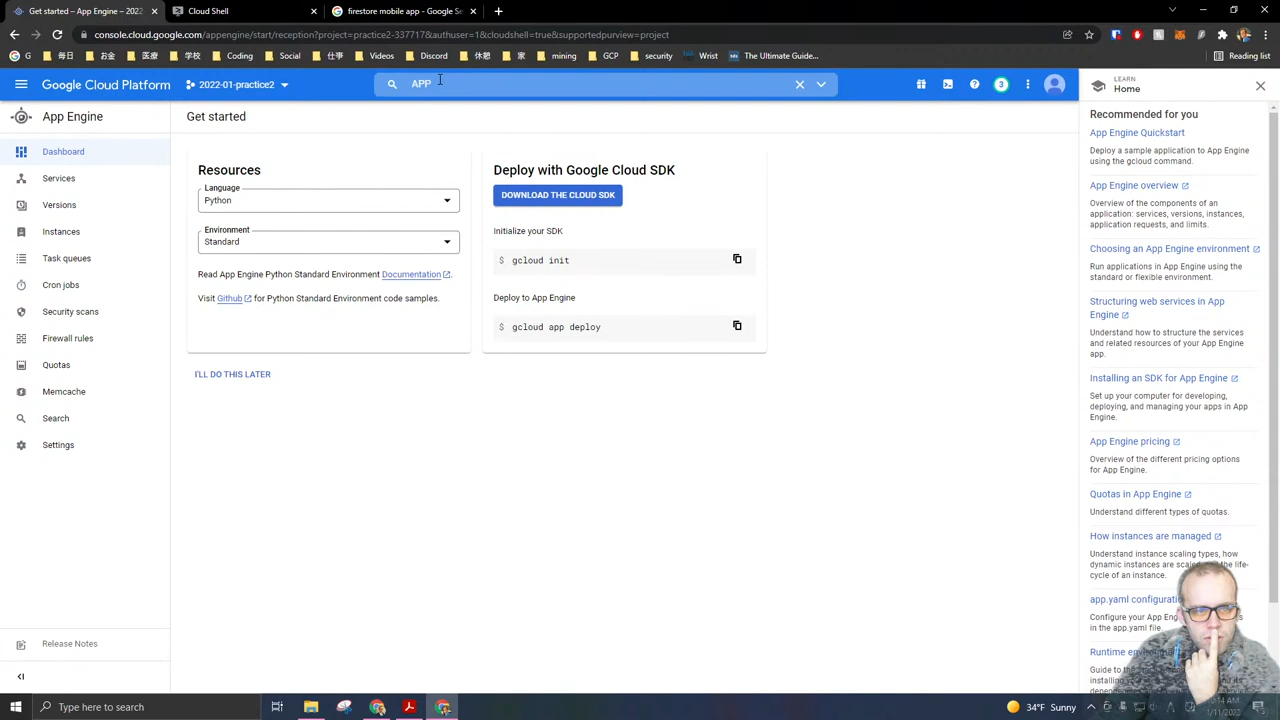 Get started – App Engine – 2022
Cloud Shell
firestore mobile app - Google Se
console.cloud.google.com/appengine/start/reception?project=practice2-337717&authuser=1&cloudshell=true&supportedpurview=project
G
毎日
お金
医療
学校
Coding
Social
仕事
Videos
Discord
休憩
家
mining
GCP
security
Wrist
The Ultimate Guide...
Reading list
Google Cloud Platform
2022-01-practice2
APP
3
LEARN
Home
App Engine
Get started
Dashboard
Services
Versions
Instances
Task queues
Cron jobs
Security scans
Firewall rules
Quotas
Memcache
Search
Settings
Release Notes
Resources
Language
Python
Environment
Standard
Read App Engine Python Standard Environment Documentation.
Visit Github for Python Standard Environment code samples.
I'LL DO THIS LATER
Deploy with Google Cloud SDK
DOWNLOAD THE CLOUD SDK
Initialize your SDK
$ gcloud init
Deploy to App Engine
$ gcloud app deploy
Recommended for you
App Engine Quickstart
Deploy a sample application to App Engine
using the gcloud command.
App Engine overview
Overview of the components of an
application: services, versions, instances,
application requests, and limits.
Choosing an App Engine environment
Run applications in App Engine using the
standard or flexible environment.
Structuring web services in App
Engine
Understand how to structure the services
and related resources of your App Engine
app.
Installing an SDK for App Engine
Set up your computer for developing,
deploying, and managing your apps in App
Engine.
App Engine pricing
Overview of the different pricing options
for App Engine.
Quotas in App Engine
Understand different types of quotas.
How instances are managed
Understand instance scaling types, how
dynamic instances are the life-
cycle of an instance.
app.yaml
Configure your App
in the app.yaml file.
Runtime
Guide to the
installing
Type here to search
34°F Sunny